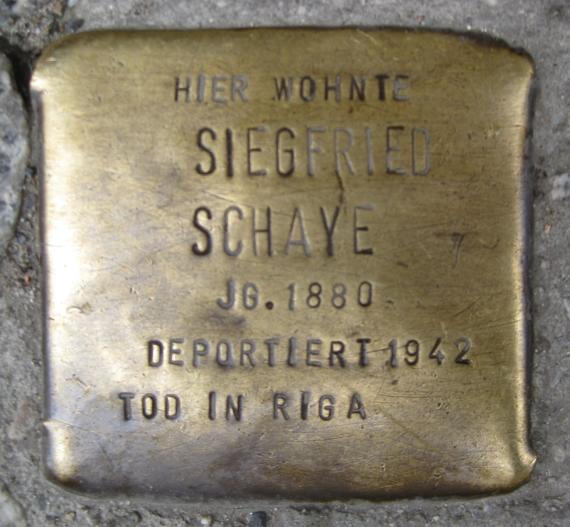 HIER WOHNTE
SIEGFRIED
SCHAYE
JG. 1880
DEPORTIERT 1942
TOD IN RIGA